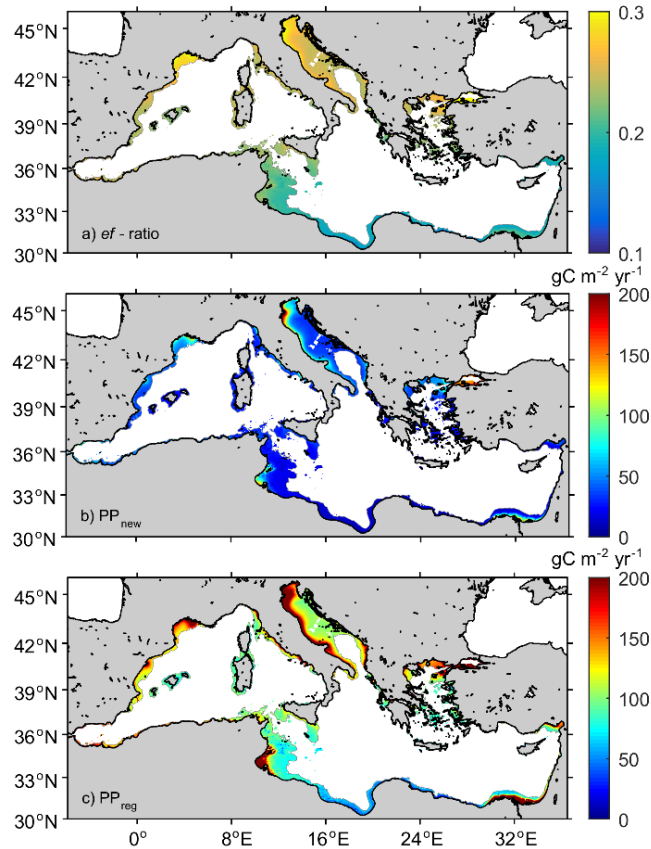 0.3
45°N
42°N
39°N
0.2
36°N
33°N
a) ef - ratio
30°N
0.1
gC m⁻² yr⁻¹
200
45°N
150
42°N
39°N
100
36°N
50
33°N
b) PPnew
30°N
0
gC m⁻² yr⁻¹
200
45°N
150
42°N
39°N
100
36°N
50
33°N
c) PPreg
30°N
0
0° 8°E 16°E 24°E 32°E